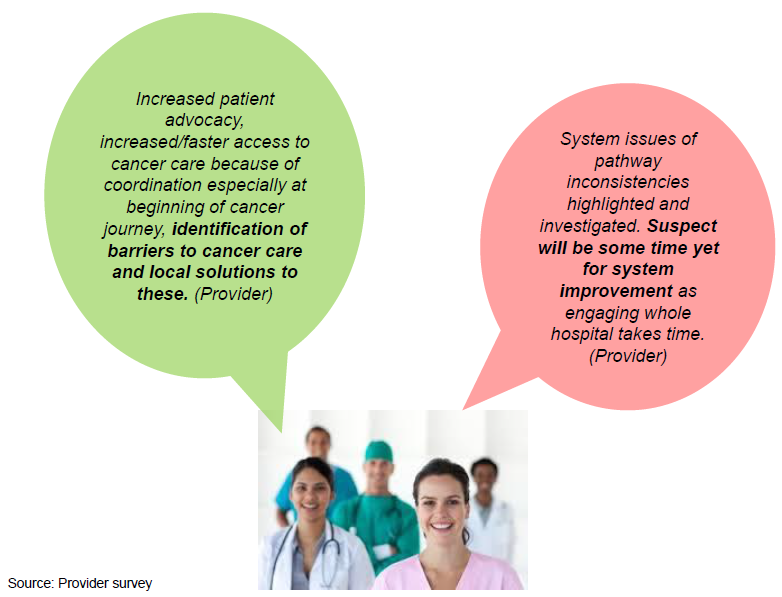 Increased patient
advocacy,
increased/faster access to
cancer care because of
coordination especially at
beginning of cancer
journey, identification of
barriers to cancer care
and local solutions to
these. (Provider)
System issues of
pathway
inconsistencies
highlighted and
investigated. Suspect
will be some time yet
for system
improvement as
engaging whole
hospital takes time.
(Provider)
Source: Provider survey